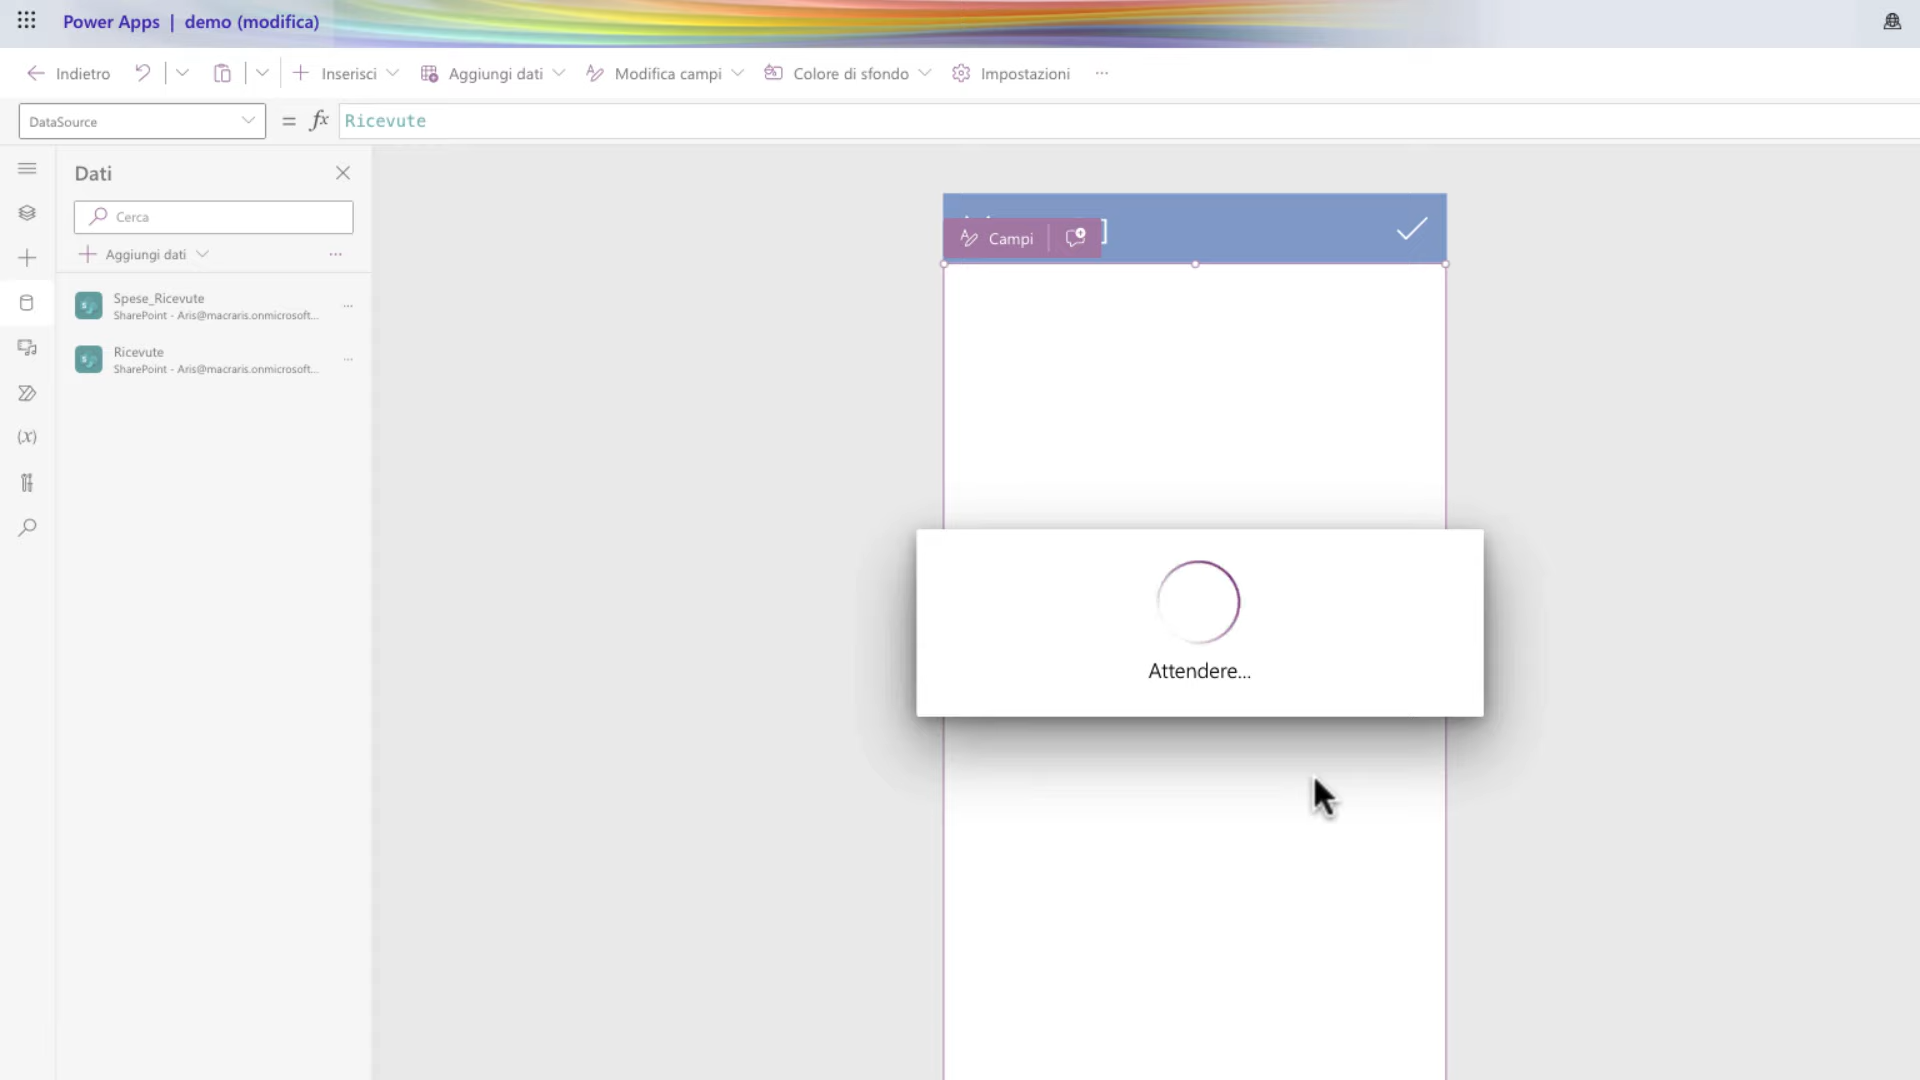 Power Apps | demo (modifica)
Indietro
Inserisci
Aggiungi dati
Modifica campi
Colore di sfondo
Impostazioni
DataSource
= fx Ricevute
Dati
Cerca
Aggiungi dati
Spese_Ricevute
SharePoint - Aris@macraris.onmicrosoft...
Ricevute
SharePoint - Aris@macraris.onmicrosoft...
(x)
Campi
]
Attendere...